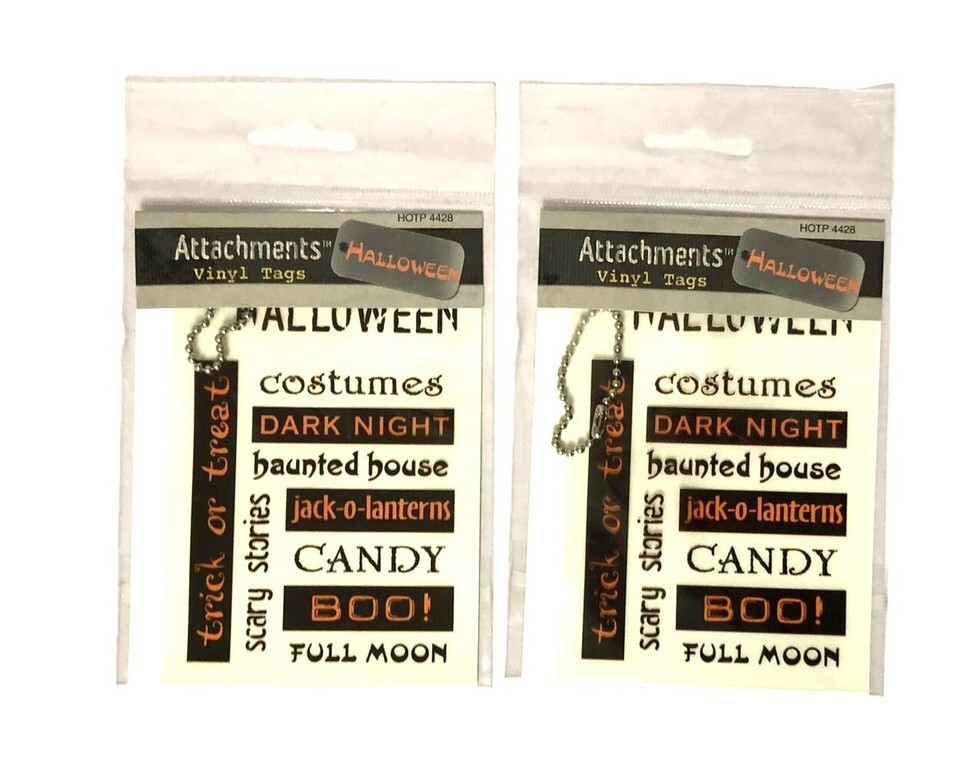 HOTP 4428
Attachments™
HALLOWEEN
Vinyl Tags
HALLOWEEN
costumes
DARK NIGHT
haunted house
jack-o-lanterns
CANDY
BOO!
FULL MOON
trick or treat
scary stories
HOTP 4428
Attachments™
HALLOWEEN
Vinyl Tags
HALLOWEEN
costumes
DARK NIGHT
haunted house
jack-o-lanterns
CANDY
BOO!
FULL MOON
trick or treat
scary stories